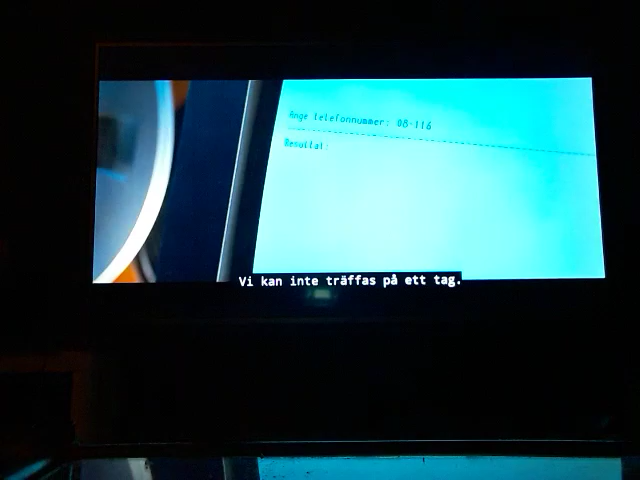 Ange telefonnummer: 08-116
Resultat:
Vi kan inte träffas på ett tag.